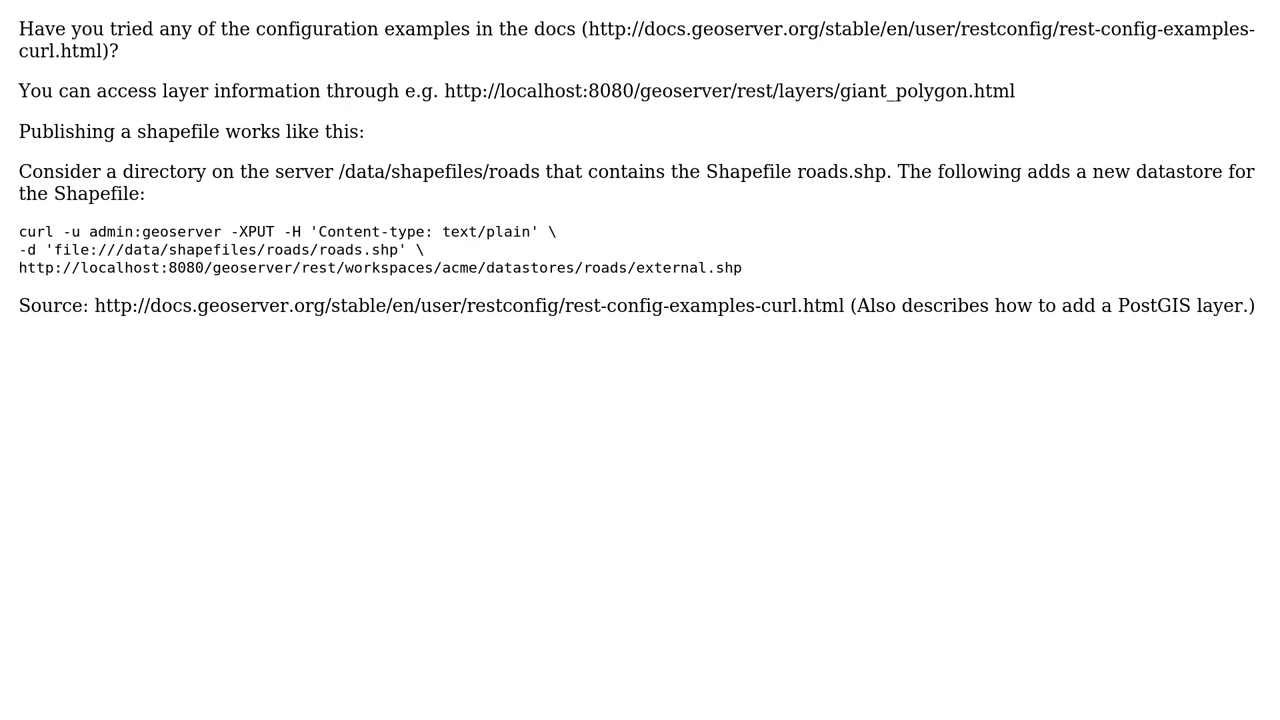 Have you tried any of the configuration examples in the docs (http://docs.geoserver.org/stable/en/user/restconfig/rest-config-examples-
curl.html)?
You can access layer information through e.g. http://localhost:8080/geoserver/rest/layers/giant_polygon.html
Publishing a shapefile works like this:
Consider a directory on the server /data/shapefiles/roads that contains the Shapefile roads.shp. The following adds a new datastore for
the Shapefile:
curl -u admin:geoserver -XPUT -H 'Content-type: text/plain' \
-d 'file:///data/shapefiles/roads/roads.shp' \
http://localhost:8080/geoserver/rest/workspaces/acme/datastores/roads/external.shp
Source: http://docs.geoserver.org/stable/en/user/restconfig/rest-config-examples-curl.html (Also describes how to add a PostGIS layer.)